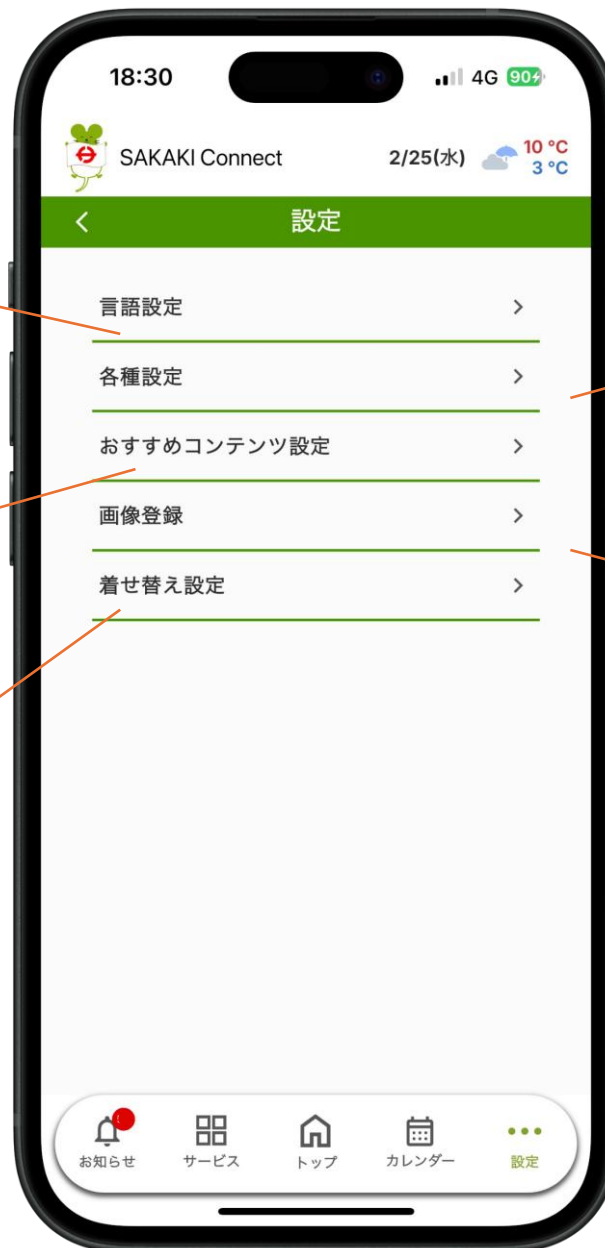 18:30 4G 90
SAKAKI Connect 2/25(水) 10 °C
3 °C
設定
言語設定
各種設定
おすすめコンテンツ設定
画像登録
着せ替え設定
お知らせ サービス トップ カレンダー 設定